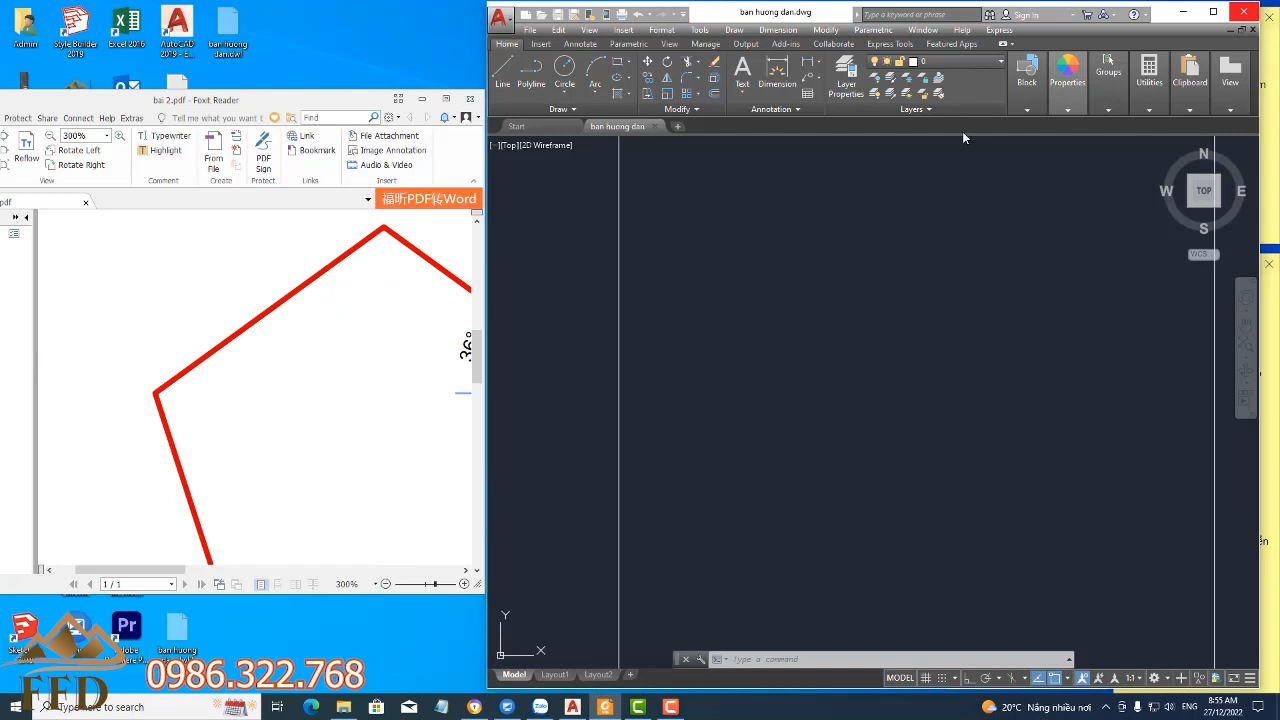 Admin
Style Builder 2019
Excel 2016
AutoCAD 2019 - E...
ban huong dan.dwf
bai 2.pdf - Foxit Reader
Protect Share Connect Help Extras
Tell me what you want t
Find
Reflow
300%
Rotate Left
Rotate Right
View
Typewriter
Highlight
Comment
From File
Create
PDF Sign
Protect
Link
Bookmark
Links
File Attachment
Image Annotation
Audio & Video
Insert
pdf
福昕PDF转Word
36°
1 / 1
300%
ban huong dan.dwg
Type a keyword or phrase
Sign In
File Edit View Insert Format Tools Draw Dimension Modify Parametric Window Help Express
Home Insert Annotate Parametric View Manage Output Add-ins Collaborate Express Tools Featured Apps
Line
Polyline
Circle
Arc
Draw
Modify
Text
Dimension
Annotation
Layer Properties
0
Layers
Block
Properties
Groups
Utilities
Clipboard
View
Start
ban huong dan
[−][Top][2D Wireframe]
N
W
TOP
E
S
WCS
Y
X
Type a command
Model Layout1 Layout2
MODEL
1:1
Pr
ban huong
FFD
0986.322.768
Type here to search
20°C Nắng nhiều nơi
ENG
8:55 AM
27/12/2022